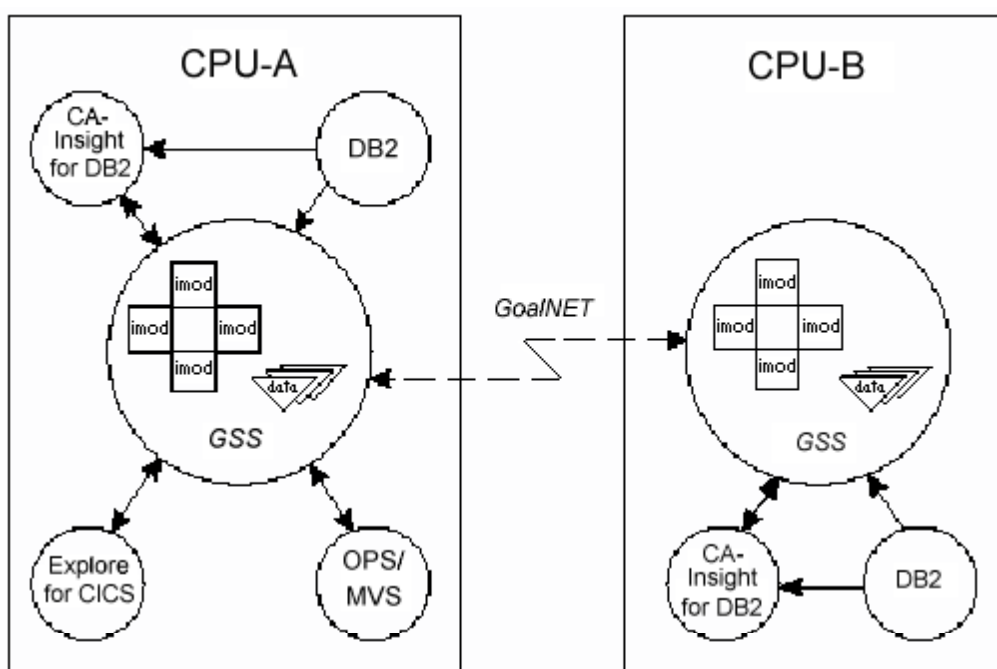 CPU-A
CA-
Insight
for DB2
DB2
imod
imod
imod
imod
data
GSS
Explore
for CICS
OPS/
MVS
GoalNET
CPU-B
imod
imod
imod
imod
data
GSS
CA-
Insight
for DB2
DB2